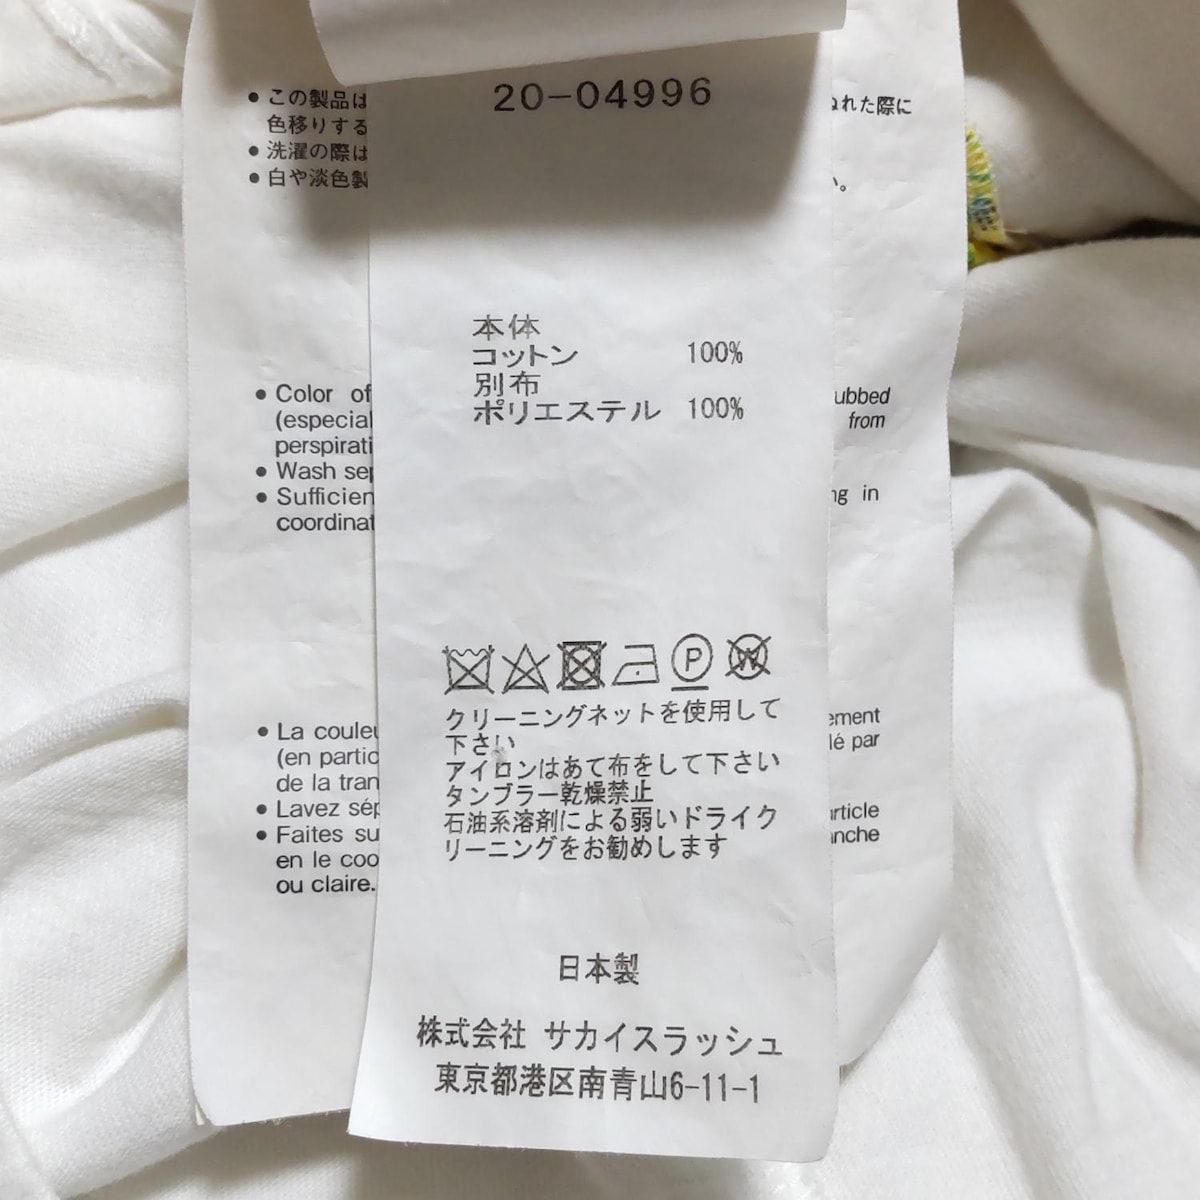 20-04996
● この製品は
色移りする
● 洗濯の際は
● 白や淡色製
れた際に
い。
本体
コットン 100%
別布
ポリエステル 100%
● Color of
(especial
perspirati
● Wash sep
● Sufficien
coordinat
ubbed
from
ng in
P
W
クリーニングネットを使用して
下さい
アイロンはあて布をして下さい
タンブラー乾燥禁止
石油系溶剤による弱いドライク
リーニングをお勧めします
● La couleu
(en partic
de la tran
● Lavez sép
● Faites su
en le coo
ou claire.
ement
lé par
article
anche
日本製
株式会社 サカイスラッシュ
東京都港区南青山6-11-1